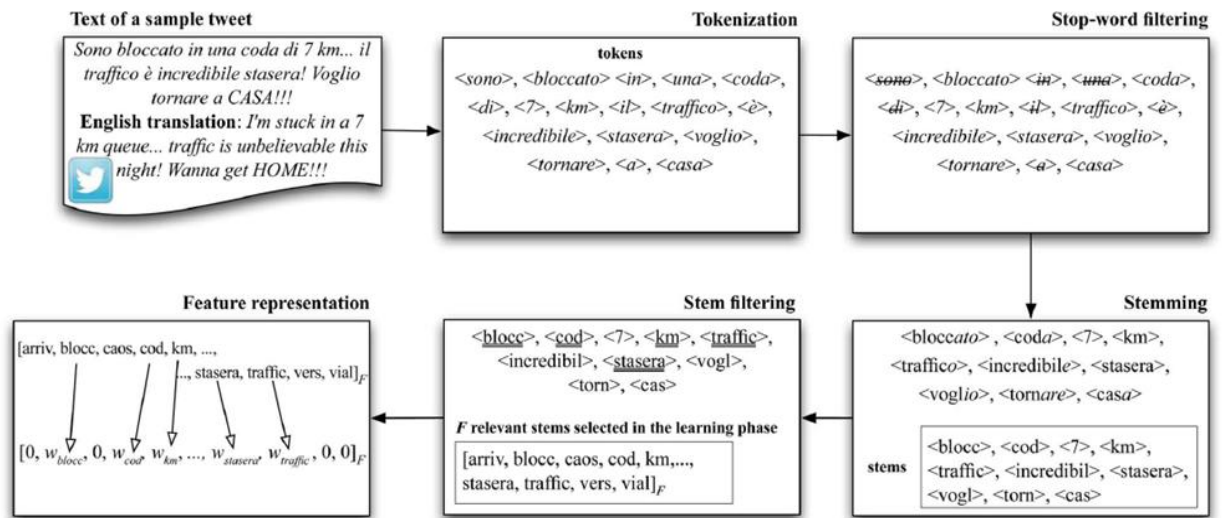 Text of a sample tweet
Sono bloccato in una coda di 7 km... il
traffico è incredibile stasera! Voglio
tornare a CASA!!!
English translation: I'm stuck in a 7
km queue... traffic is unbelievable this
night! Wanna get HOME!!!
Tokenization
tokens
<sono>, <bloccato> <in>, <una>, <coda>,
<di>, <7>, <km>, <il>, <traffico>, <è>,
<incredibile>, <stasera>, <voglio>,
<tornare>, <a>, <casa>
Stop-word filtering
<sono>, <bloccato> <in>, <una>, <coda>,
<di>, <7>, <km>, <il>, <traffico>, <è>,
<incredibile>, <stasera>, <voglio>,
<tornare>, <a>, <casa>
Stemming
<bloccato> , <coda>, <7>, <km>,
<traffico>, <incredibile>, <stasera>,
<voglio>, <tornare>, <casa>
stems
<blocc>, <cod>, <7>, <km>,
<traffic>, <incredibil>, <stasera>,
<vogl>, <torn>, <cas>
Stem filtering
<blocc>, <cod>, <7>, <km>, <traffic>,
<incredibil>, <stasera>, <vogl>,
<torn>, <cas>
F relevant stems selected in the learning phase
[arriv, blocc, caos, cod, km,...,
stasera, traffic, vers, vial]F
Feature representation
[arriv, blocc, caos, cod, km, ...,
..., stasera, traffic, vers, vial]F
[0, wblocc, 0, wcod, wkm, ..., wstasera, wtraffic, 0, 0]F